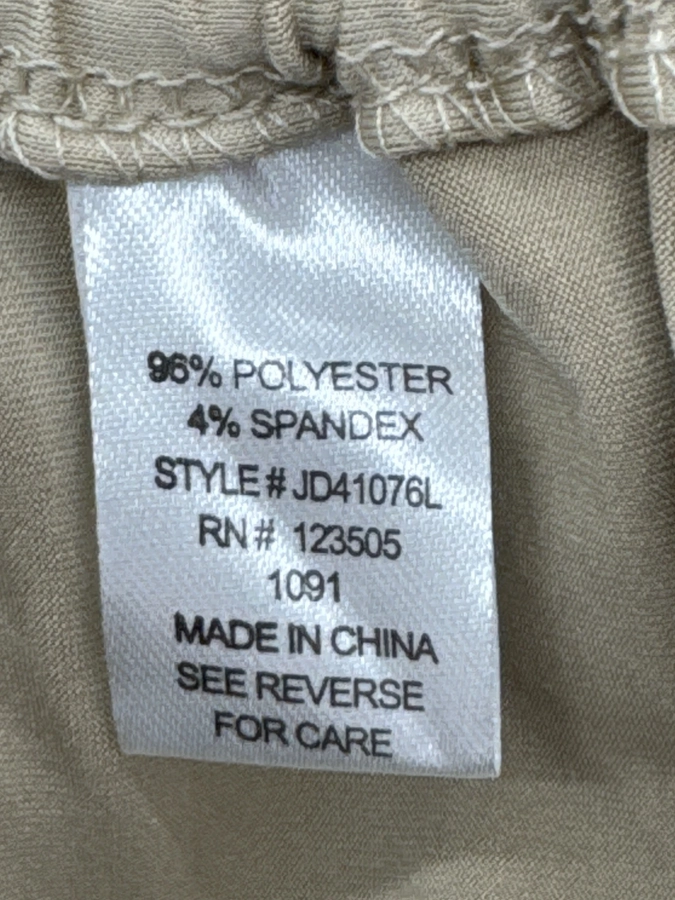 96% POLYESTER
4% SPANDEX
STYLE # JD41076L
RN # 123505
1091
MADE IN CHINA
SEE REVERSE
FOR CARE